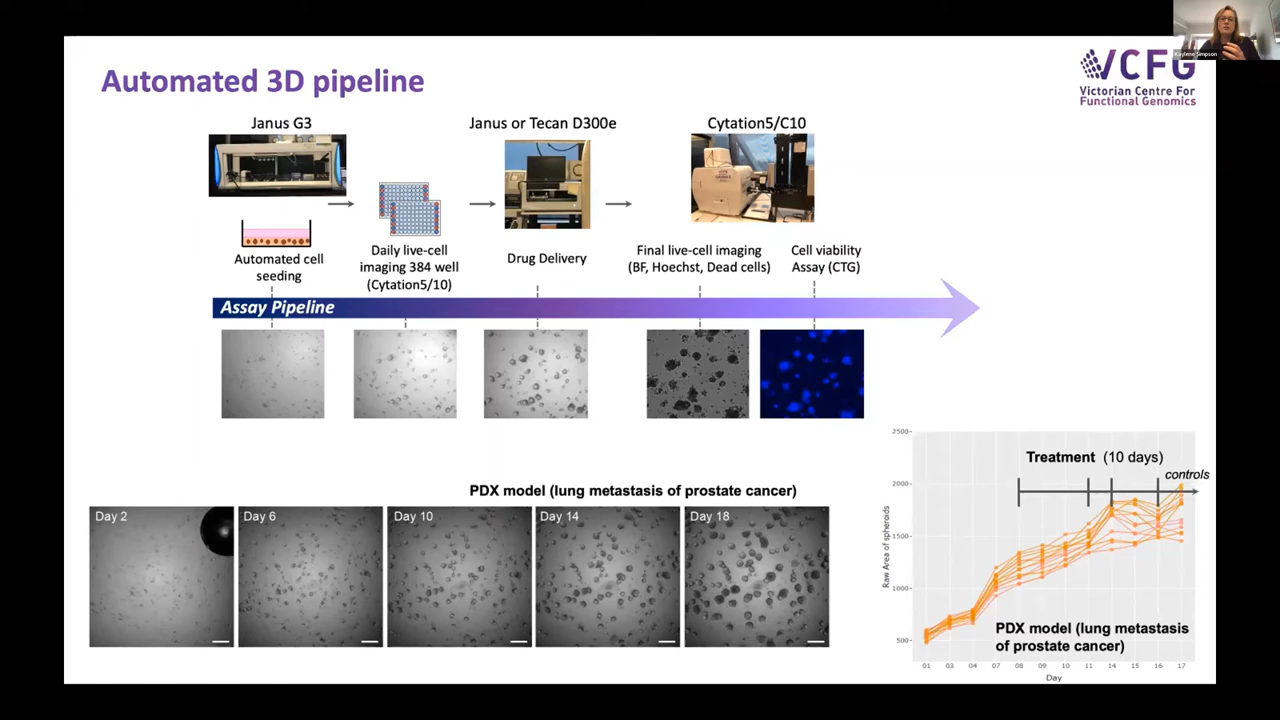 Kaylene Simpson
Automated 3D pipeline
VCFG
Victorian Centre For
Functional Genomics
Janus G3
Janus or Tecan D300e
Cytation5/C10
Automated cell
seeding
Daily live-cell
imaging 384 well
(Cytation5/10)
Drug Delivery
Final live-cell imaging
(BF, Hoechst, Dead cells)
Cell viability
Assay (CTG)
Assay Pipeline
PDX model (lung metastasis of prostate cancer)
Day 2
Day 6
Day 10
Day 14
Day 18
Treatment (10 days)
controls
2500
2000
1500
1000
500
Raw Area of spheroids
PDX model (lung metastasis
of prostate cancer)
01 03 04 07 08 09 10 11 14 15 16 17
Day